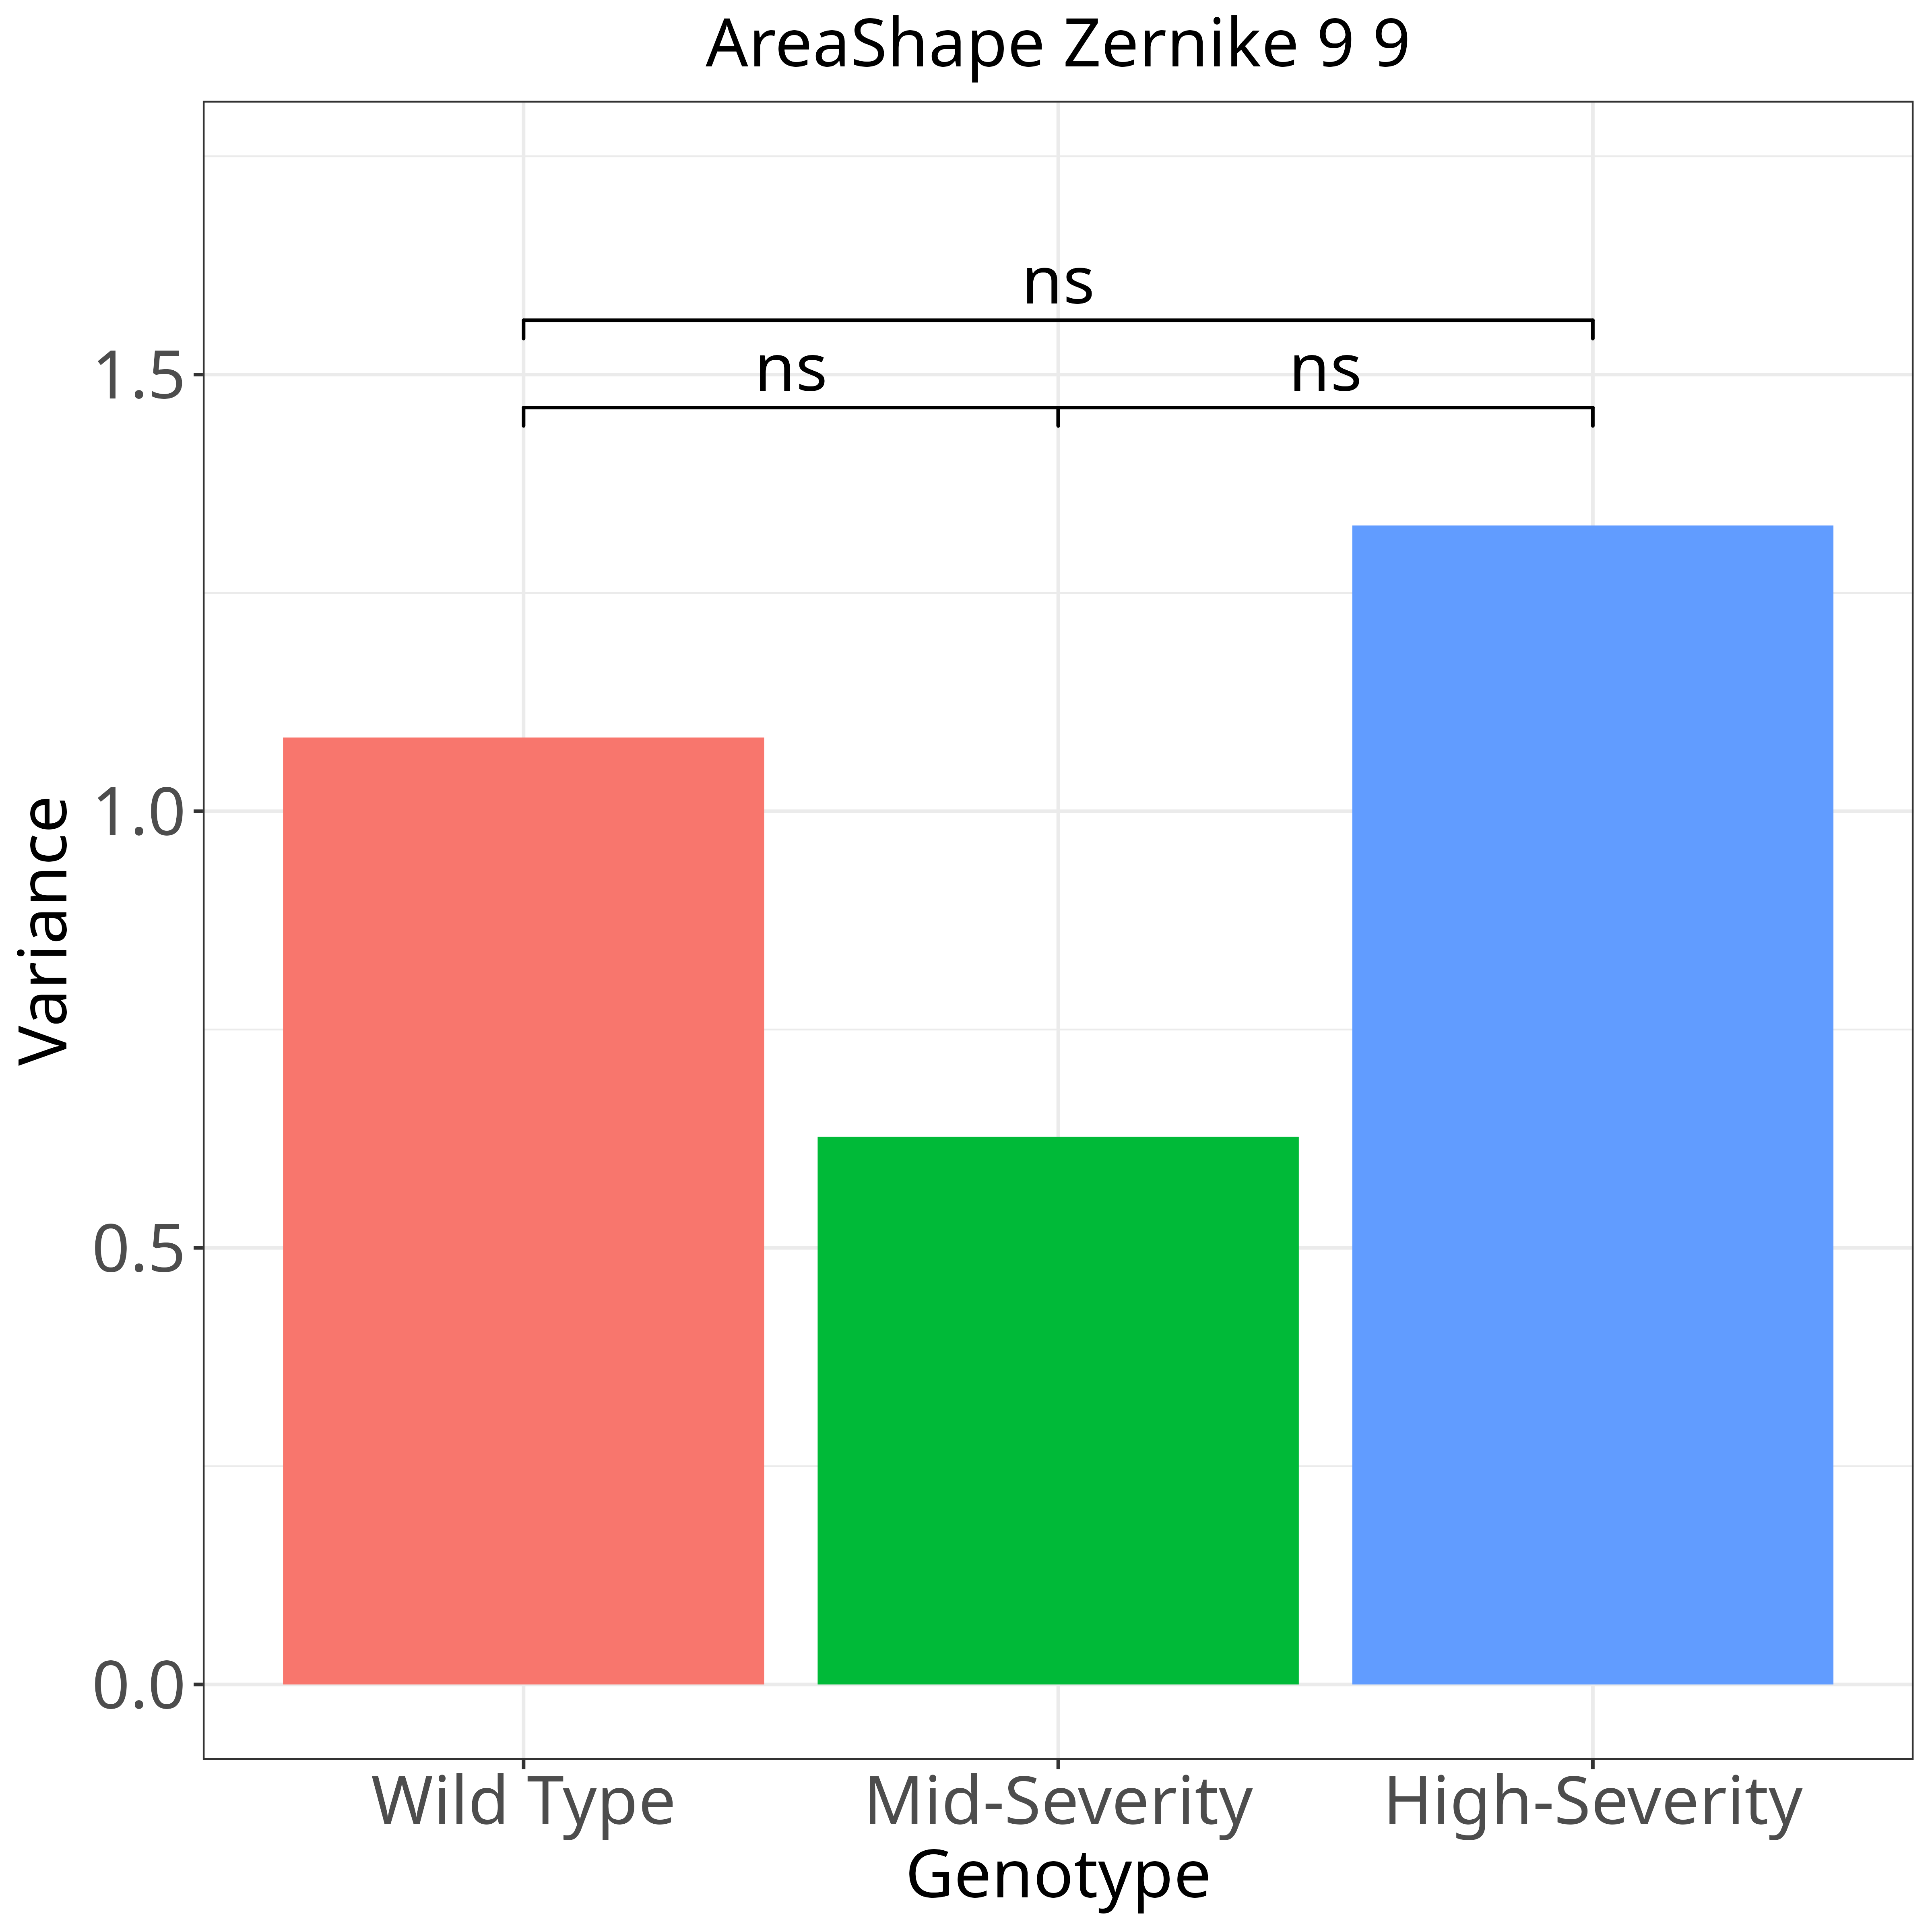 AreaShape Zernike 9 9
ns
ns ns
1.5
1.0
0.5
0.0
Variance
Wild Type Mid-Severity High-Severity
Genotype